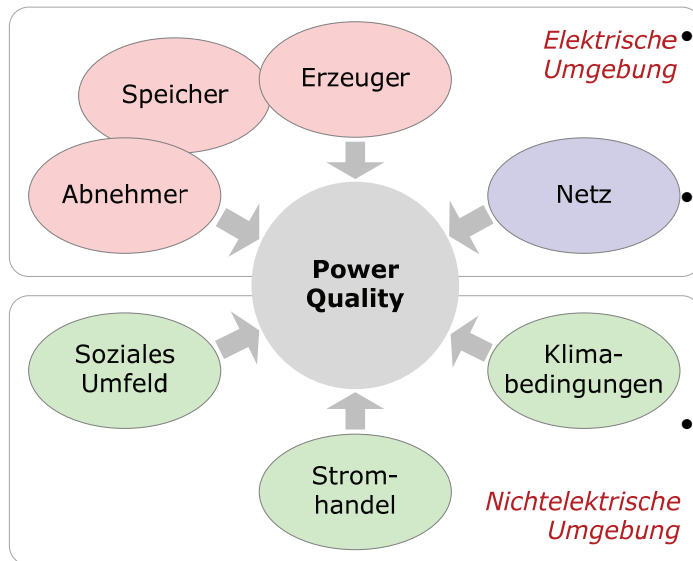 Elektrische
Umgebung
Erzeuger
Speicher
Abnehmer
Netz
Power
Quality
Soziales
Umfeld
Klima-
bedingungen
Strom-
handel
Nichtelektrische
Umgebung